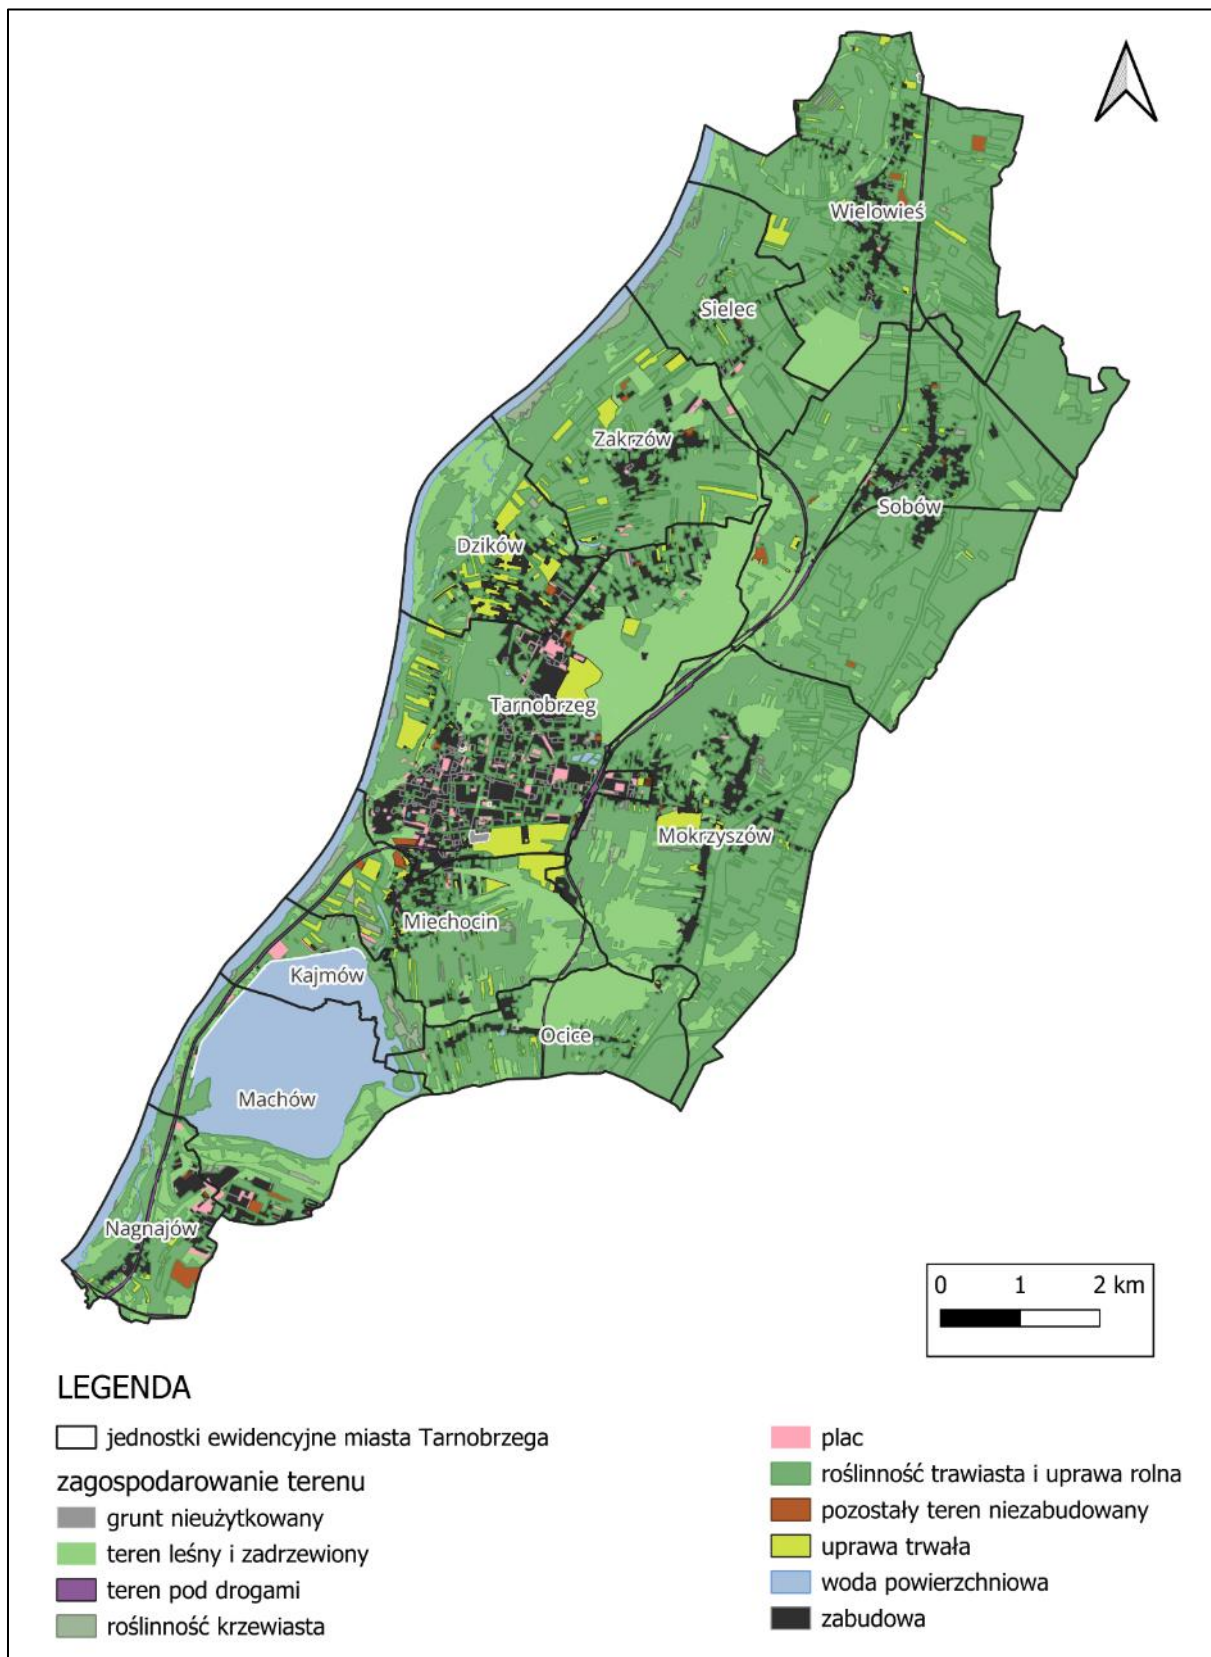 Wielowieś
Sielec
Zakrzów
Sobów
Dzików
Tarnobrzeg
Mokrzyszów
Miechocin
Kajmów
Ocice
Machów
Nagnajów
0 1 2 km
LEGENDA
jednostki ewidencyjne miasta Tarnobrzega
zagospodarowanie terenu
grunt nieużytkowany
teren leśny i zadrzewiony
teren pod drogami
roślinność krzewiasta
plac
roślinność trawiasta i uprawa rolna
pozostały teren niezabudowany
uprawa trwała
woda powierzchniowa
zabudowa